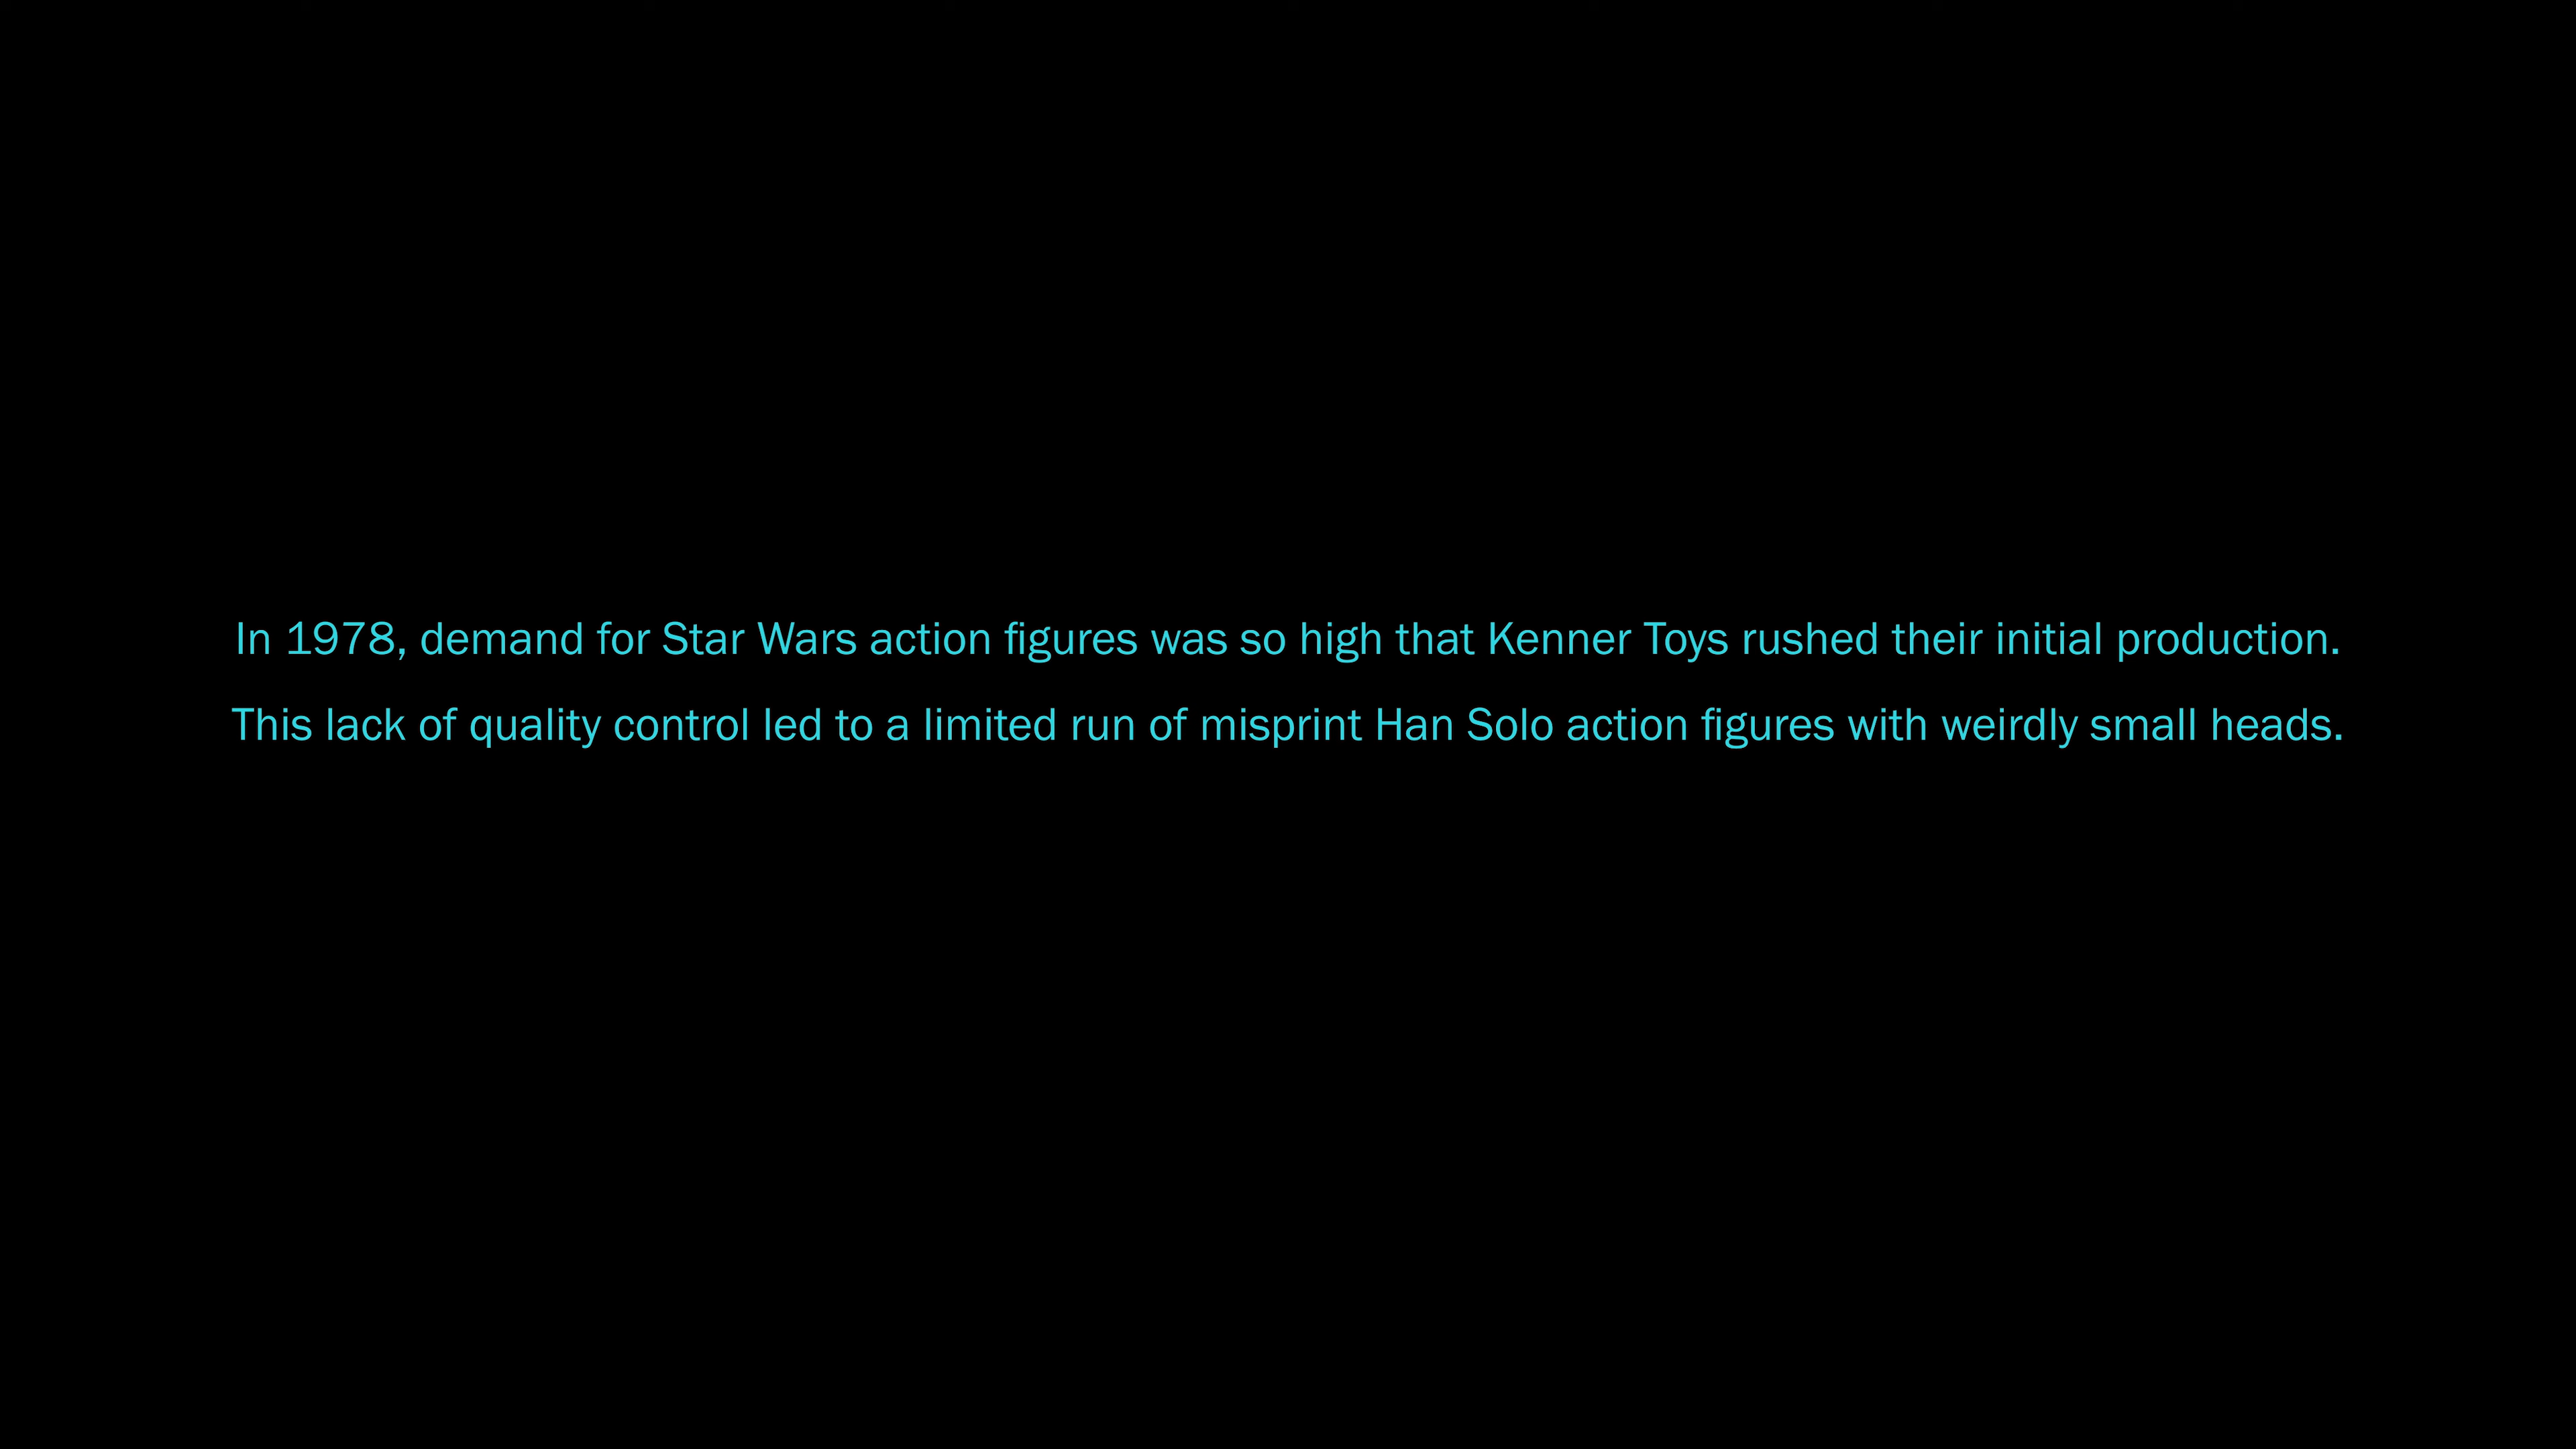 In 1978, demand for Star Wars action figures was so high that Kenner Toys rushed their initial production.
This lack of quality control led to a limited run of misprint Han Solo action figures with weirdly small heads.